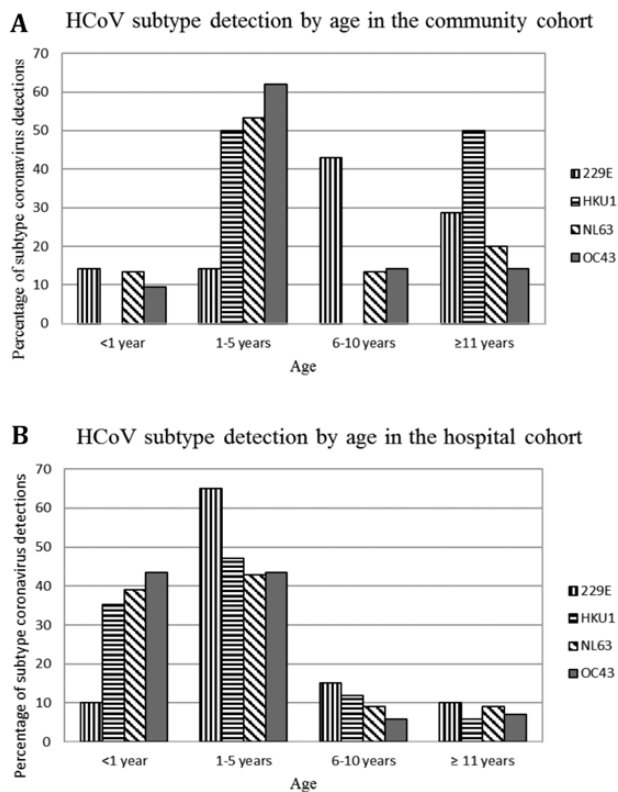 A
HCoV subtype detection by age in the community cohort
Percentage of subtype coronavirus detections
70
60
50
40
30
20
10
0
<1 year
1-5 years
6-10 years
≥11 years
Age
229E
HKU1
NL63
OC43
B
HCoV subtype detection by age in the hospital cohort
Percentage of subtype coronavirus detections
70
60
50
40
30
20
10
0
<1 year
1-5 years
6-10 years
≥ 11 years
Age
229E
HKU1
NL63
OC43